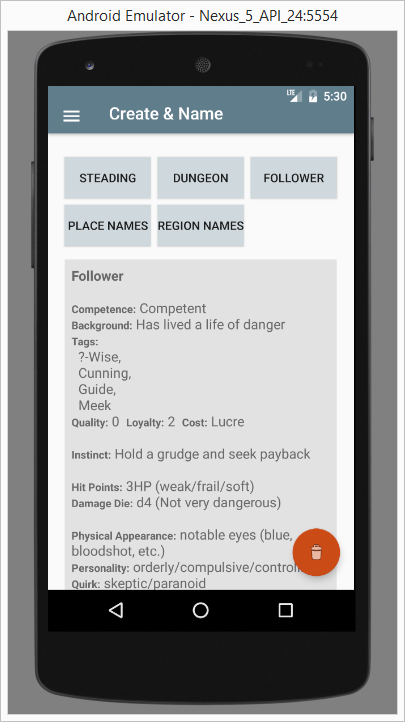 Android Emulator - Nexus_5_API_24:5554
LTE 5:30
Create & Name
STEADING DUNGEON FOLLOWER
PLACE NAMES REGION NAMES
Follower
Competence: Competent
Background: Has lived a life of danger
Tags:
?-Wise,
Cunning,
Guide,
Meek
Quality: 0 Loyalty: 2 Cost: Lucre
Instinct: Hold a grudge and seek payback
Hit Points: 3HP (weak/frail/soft)
Damage Die: d4 (Not very dangerous)
Physical Appearance: notable eyes (blue,
bloodshot, etc.)
Personality: orderly/compulsive/controlli
Quirk: skeptic/paranoid